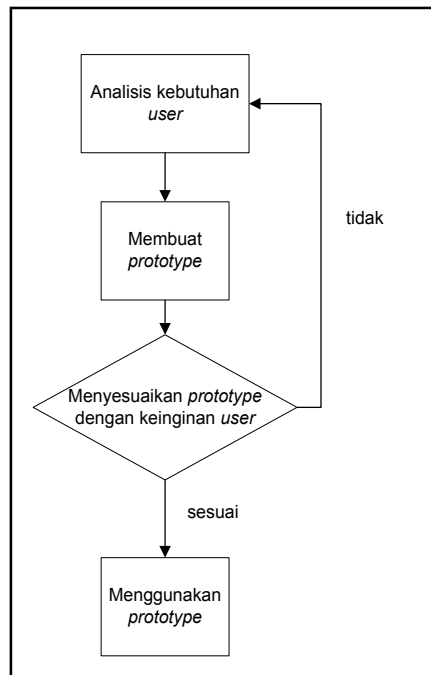 Analisis kebutuhan
user
Membuat
prototype
tidak
Menyesuaikan prototype
dengan keinginan user
sesuai
Menggunakan
prototype